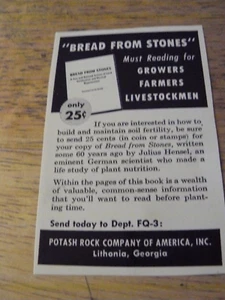 "BREAD FROM STONES"
Must Reading for
GROWERS
FARMERS
LIVESTOCKMEN
BREAD FROM STONES
only
25¢
If you are interested in how to
build and maintain soil fertility, be sure
to send 25 cents (in coin or stamps) for
your copy of Bread from Stones, written
some 60 years ago by Julius Hensel, an
eminent German scientist who made a
life study of plant nutrition.
Within the pages of this book is a wealth
of valuable, common-sense information
that you'll want to read before plant-
ing time.
Send today to Dept. FQ-3:
POTASH ROCK COMPANY OF AMERICA, INC.
Lithonia, Georgia